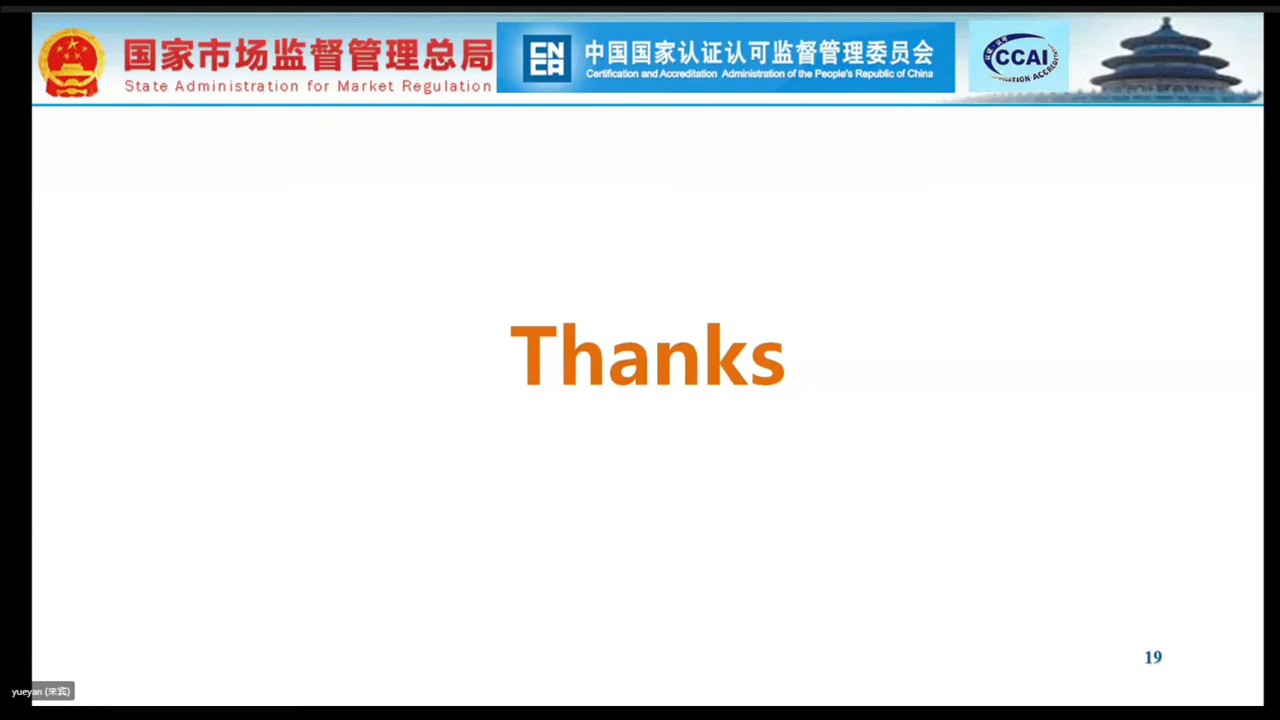 国家市场监督管理总局
State Administration for Market Regulation
CN
CA
中国国家认证认可监督管理委员会
Certification and Accreditation Administration of the People's Republic of China
CCAI
Thanks
19
yueyan (来宾)